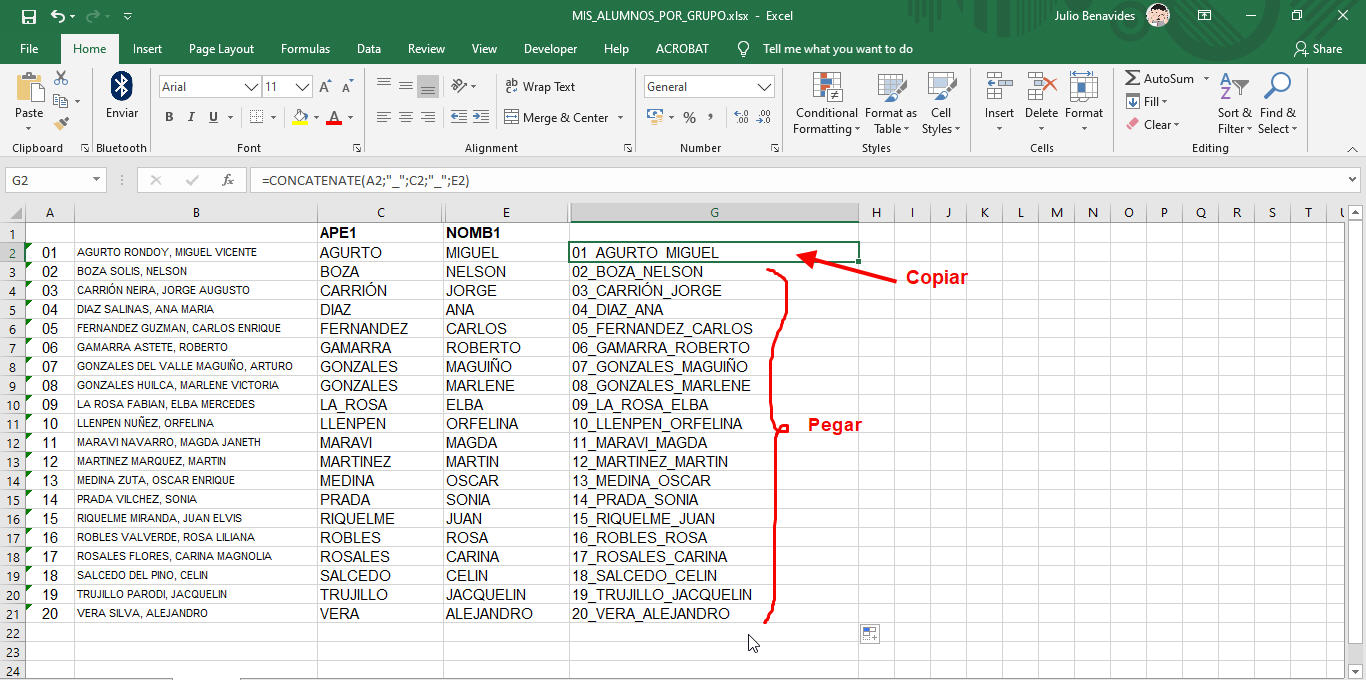 MIS_ALUMNOS_POR_GRUPO.xlsx - Excel
Julio Benavides
File Home Insert Page Layout Formulas Data Review View Developer Help ACROBAT Tell me what you want to do Share
Paste
Clipboard
Enviar
Bluetooth
Arial 11
B I U
Font
Wrap Text
Merge & Center
Alignment
General
% ,
Number
Conditional Formatting
Format as Table
Cell Styles
Styles
Insert Delete Format
Cells
AutoSum
Fill
Clear
Sort & Filter
Find & Select
Editing
G2 fx =CONCATENATE(A2;"_";C2;"_";E2)
A B C E G H I J K L M N O P Q R S T U
1 APE1 NOMB1
2 01 AGURTO RONDOY, MIGUEL VICENTE AGURTO MIGUEL 01_AGURTO_MIGUEL
3 02 BOZA SOLIS, NELSON BOZA NELSON 02_BOZA_NELSON
Copiar
4 03 CARRIÓN NEIRA, JORGE AUGUSTO CARRIÓN JORGE 03_CARRIÓN_JORGE
5 04 DIAZ SALINAS, ANA MARIA DIAZ ANA 04_DIAZ_ANA
6 05 FERNANDEZ GUZMAN, CARLOS ENRIQUE FERNANDEZ CARLOS 05_FERNANDEZ_CARLOS
7 06 GAMARRA ASTETE, ROBERTO GAMARRA ROBERTO 06_GAMARRA_ROBERTO
8 07 GONZALES DEL VALLE MAGUIÑO, ARTURO GONZALES MAGUIÑO 07_GONZALES_MAGUIÑO
9 08 GONZALES HUILCA, MARLENE VICTORIA GONZALES MARLENE 08_GONZALES_MARLENE
10 09 LA ROSA FABIAN, ELBA MERCEDES LA_ROSA ELBA 09_LA_ROSA_ELBA
11 10 LLENPEN NUÑEZ, ORFELINA LLENPEN ORFELINA 10_LLENPEN_ORFELINA
Pegar
12 11 MARAVI NAVARRO, MAGDA JANETH MARAVI MAGDA 11_MARAVI_MAGDA
13 12 MARTINEZ MARQUEZ, MARTIN MARTINEZ MARTIN 12_MARTINEZ_MARTIN
14 13 MEDINA ZUTA, OSCAR ENRIQUE MEDINA OSCAR 13_MEDINA_OSCAR
15 14 PRADA VILCHEZ, SONIA PRADA SONIA 14_PRADA_SONIA
16 15 RIQUELME MIRANDA, JUAN ELVIS RIQUELME JUAN 15_RIQUELME_JUAN
17 16 ROBLES VALVERDE, ROSA LILIANA ROBLES ROSA 16_ROBLES_ROSA
18 17 ROSALES FLORES, CARINA MAGNOLIA ROSALES CARINA 17_ROSALES_CARINA
19 18 SALCEDO DEL PINO, CELIN SALCEDO CELIN 18_SALCEDO_CELIN
20 19 TRUJILLO PARODI, JACQUELIN TRUJILLO JACQUELIN 19_TRUJILLO_JACQUELIN
21 20 VERA SILVA, ALEJANDRO VERA ALEJANDRO 20_VERA_ALEJANDRO
22
23
24